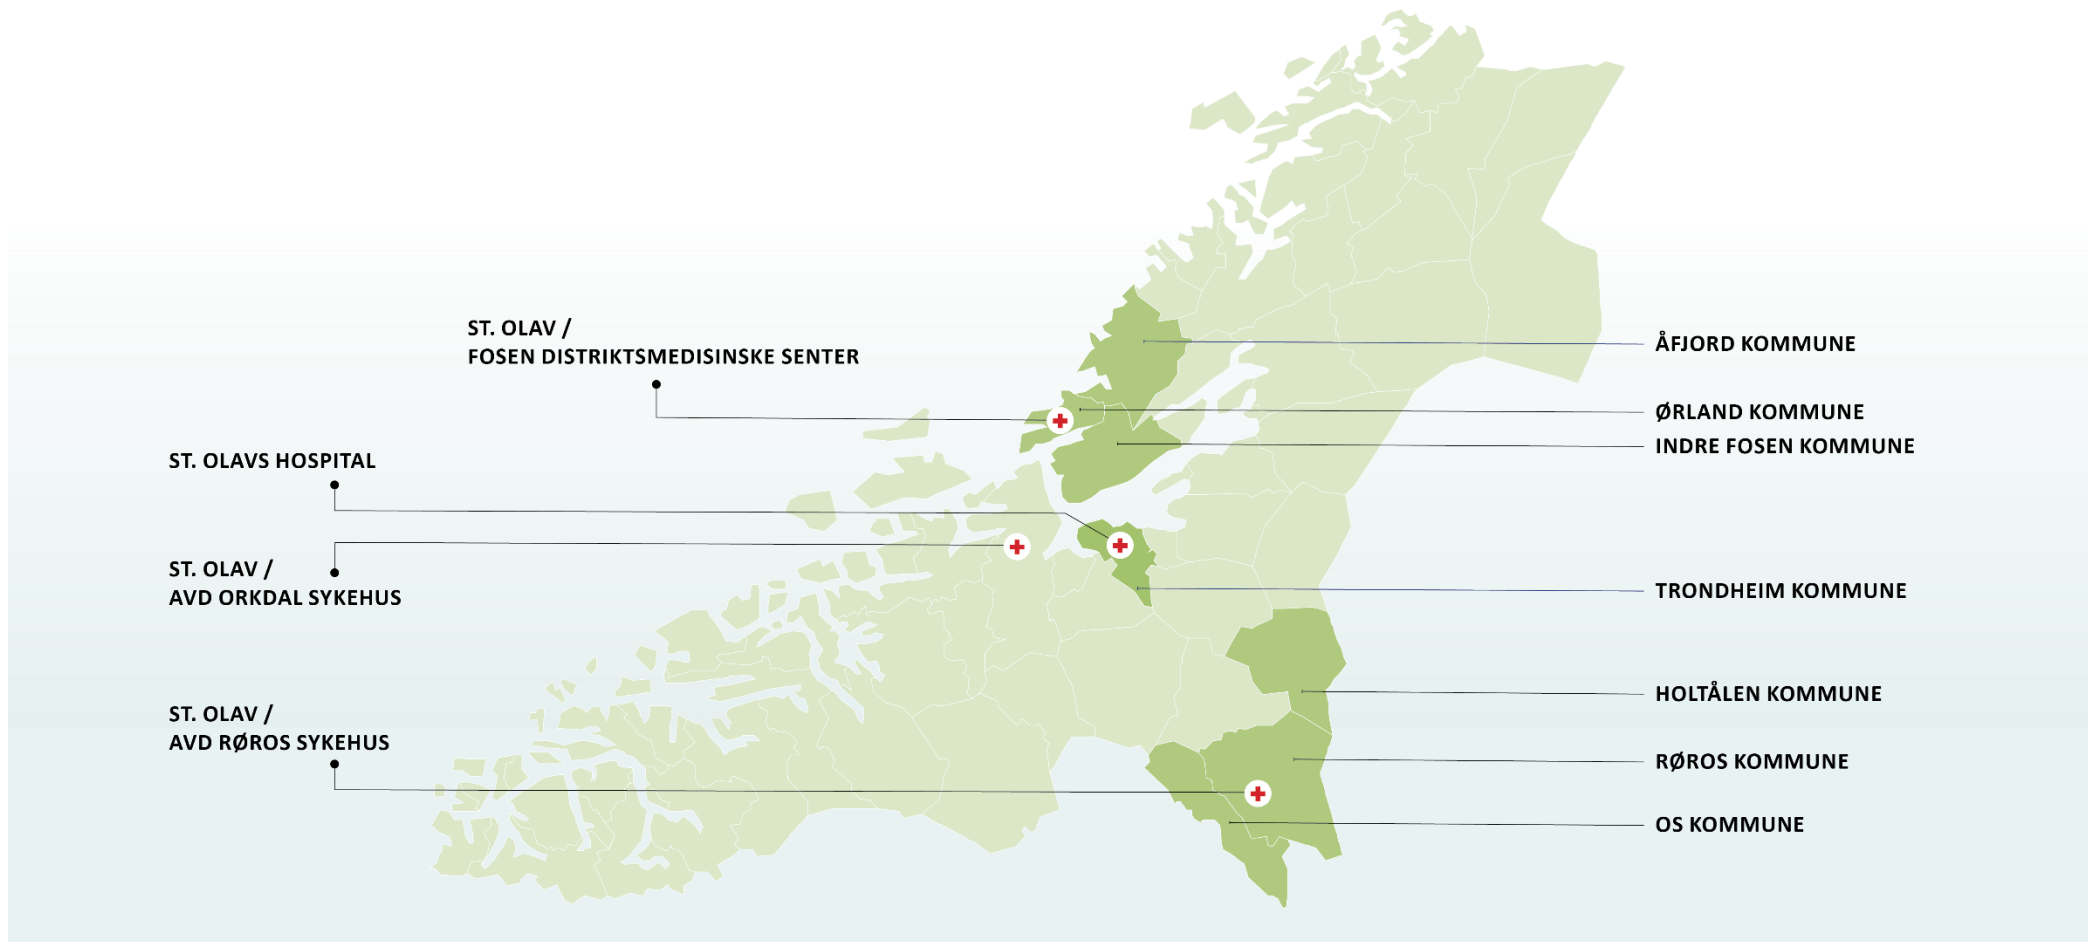 ST. OLAV /
FOSEN DISTRIKTSMEDISINSKE SENTER
ST. OLAVS HOSPITAL
ST. OLAV /
AVD ORKDAL SYKEHUS
ST. OLAV /
AVD RØROS SYKEHUS
ÅFJORD KOMMUNE
ØRLAND KOMMUNE
INDRE FOSEN KOMMUNE
TRONDHEIM KOMMUNE
HOLTÅLEN KOMMUNE
RØROS KOMMUNE
OS KOMMUNE